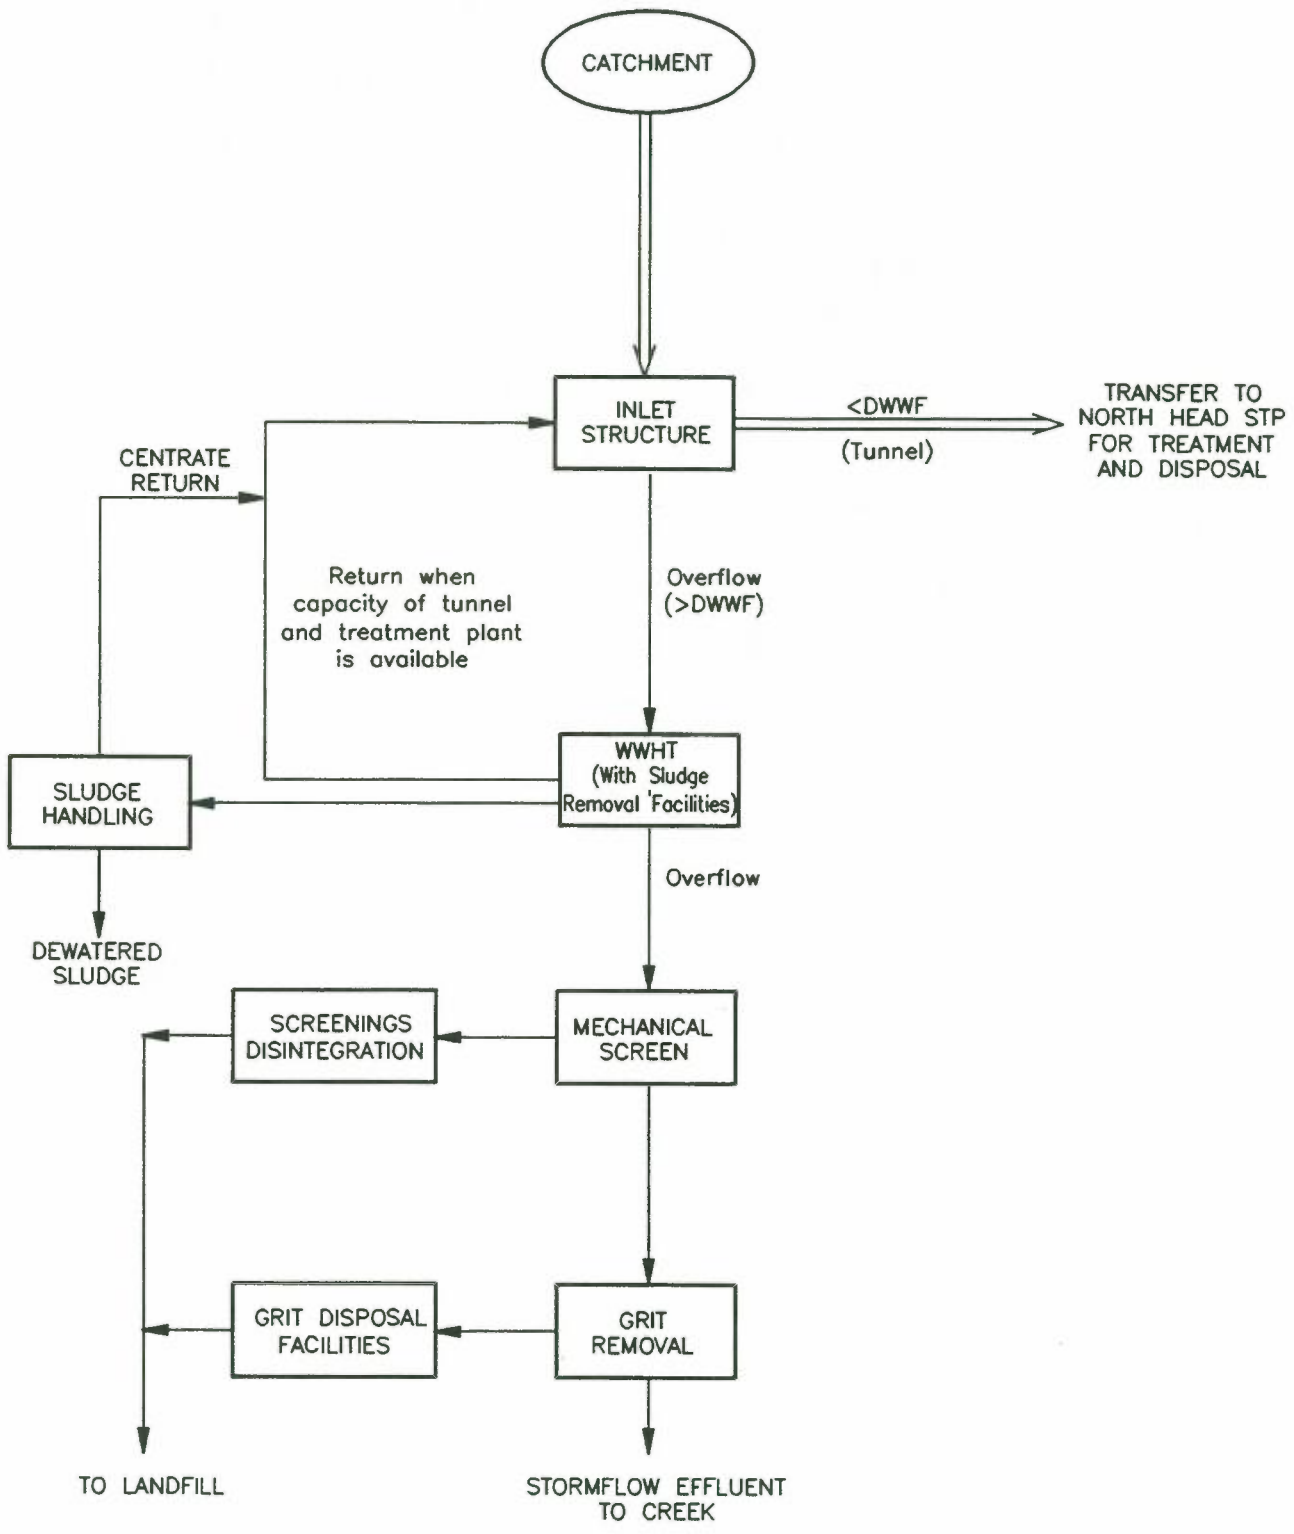 CATCHMENT
INLET
STRUCTURE
<DWWF
(Tunnel)
TRANSFER TO
NORTH HEAD STP
FOR TREATMENT
AND DISPOSAL
CENTRATE
RETURN
Return when
capacity of tunnel
and treatment plant
is available
Overflow
(>DWWF)
WWHT
(With Sludge
Removal Facilities)
SLUDGE
HANDLING
Overflow
DEWATERED
SLUDGE
SCREENINGS
DISINTEGRATION
MECHANICAL
SCREEN
GRIT DISPOSAL
FACILITIES
GRIT
REMOVAL
TO LANDFILL
STORMFLOW EFFLUENT
TO CREEK